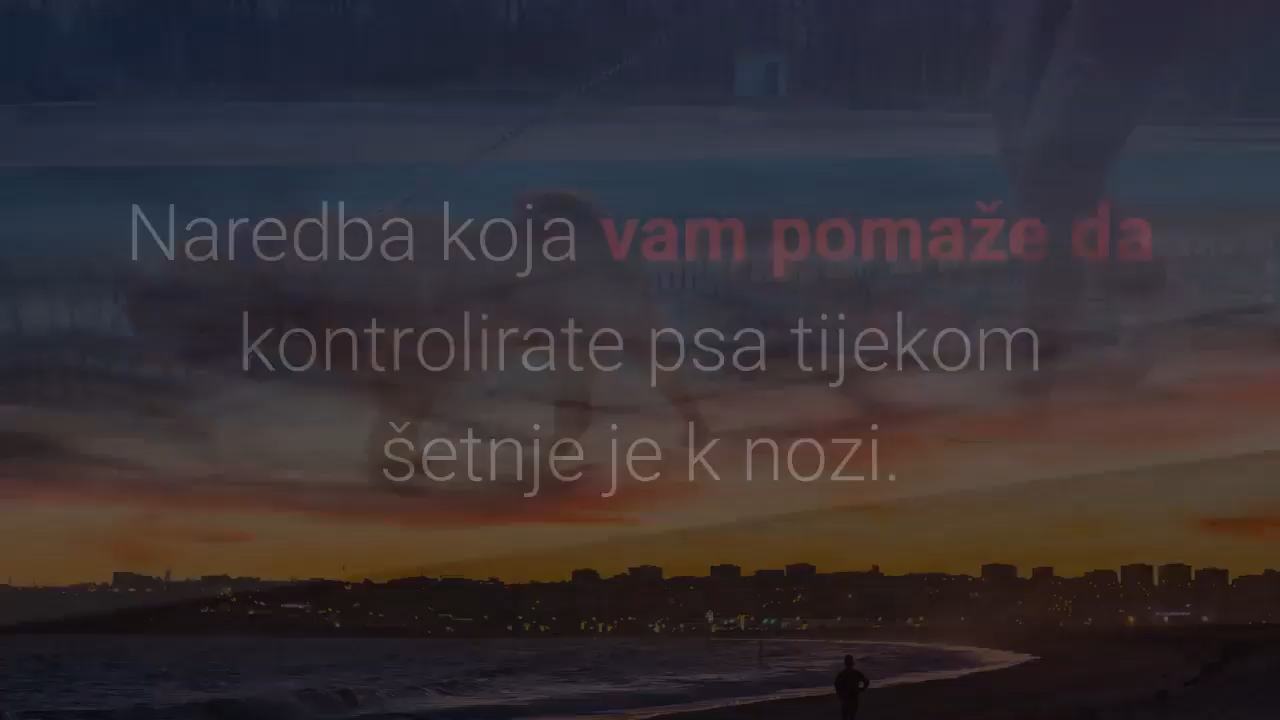 Naredba koja vam pomaže da
kontrolirate psa tijekom
šetnje je k nozi.